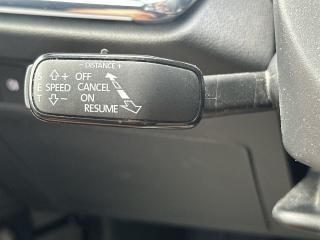 - DISTANCE +
S + OFF
E SPEED CANCEL
T - ON
RESUME